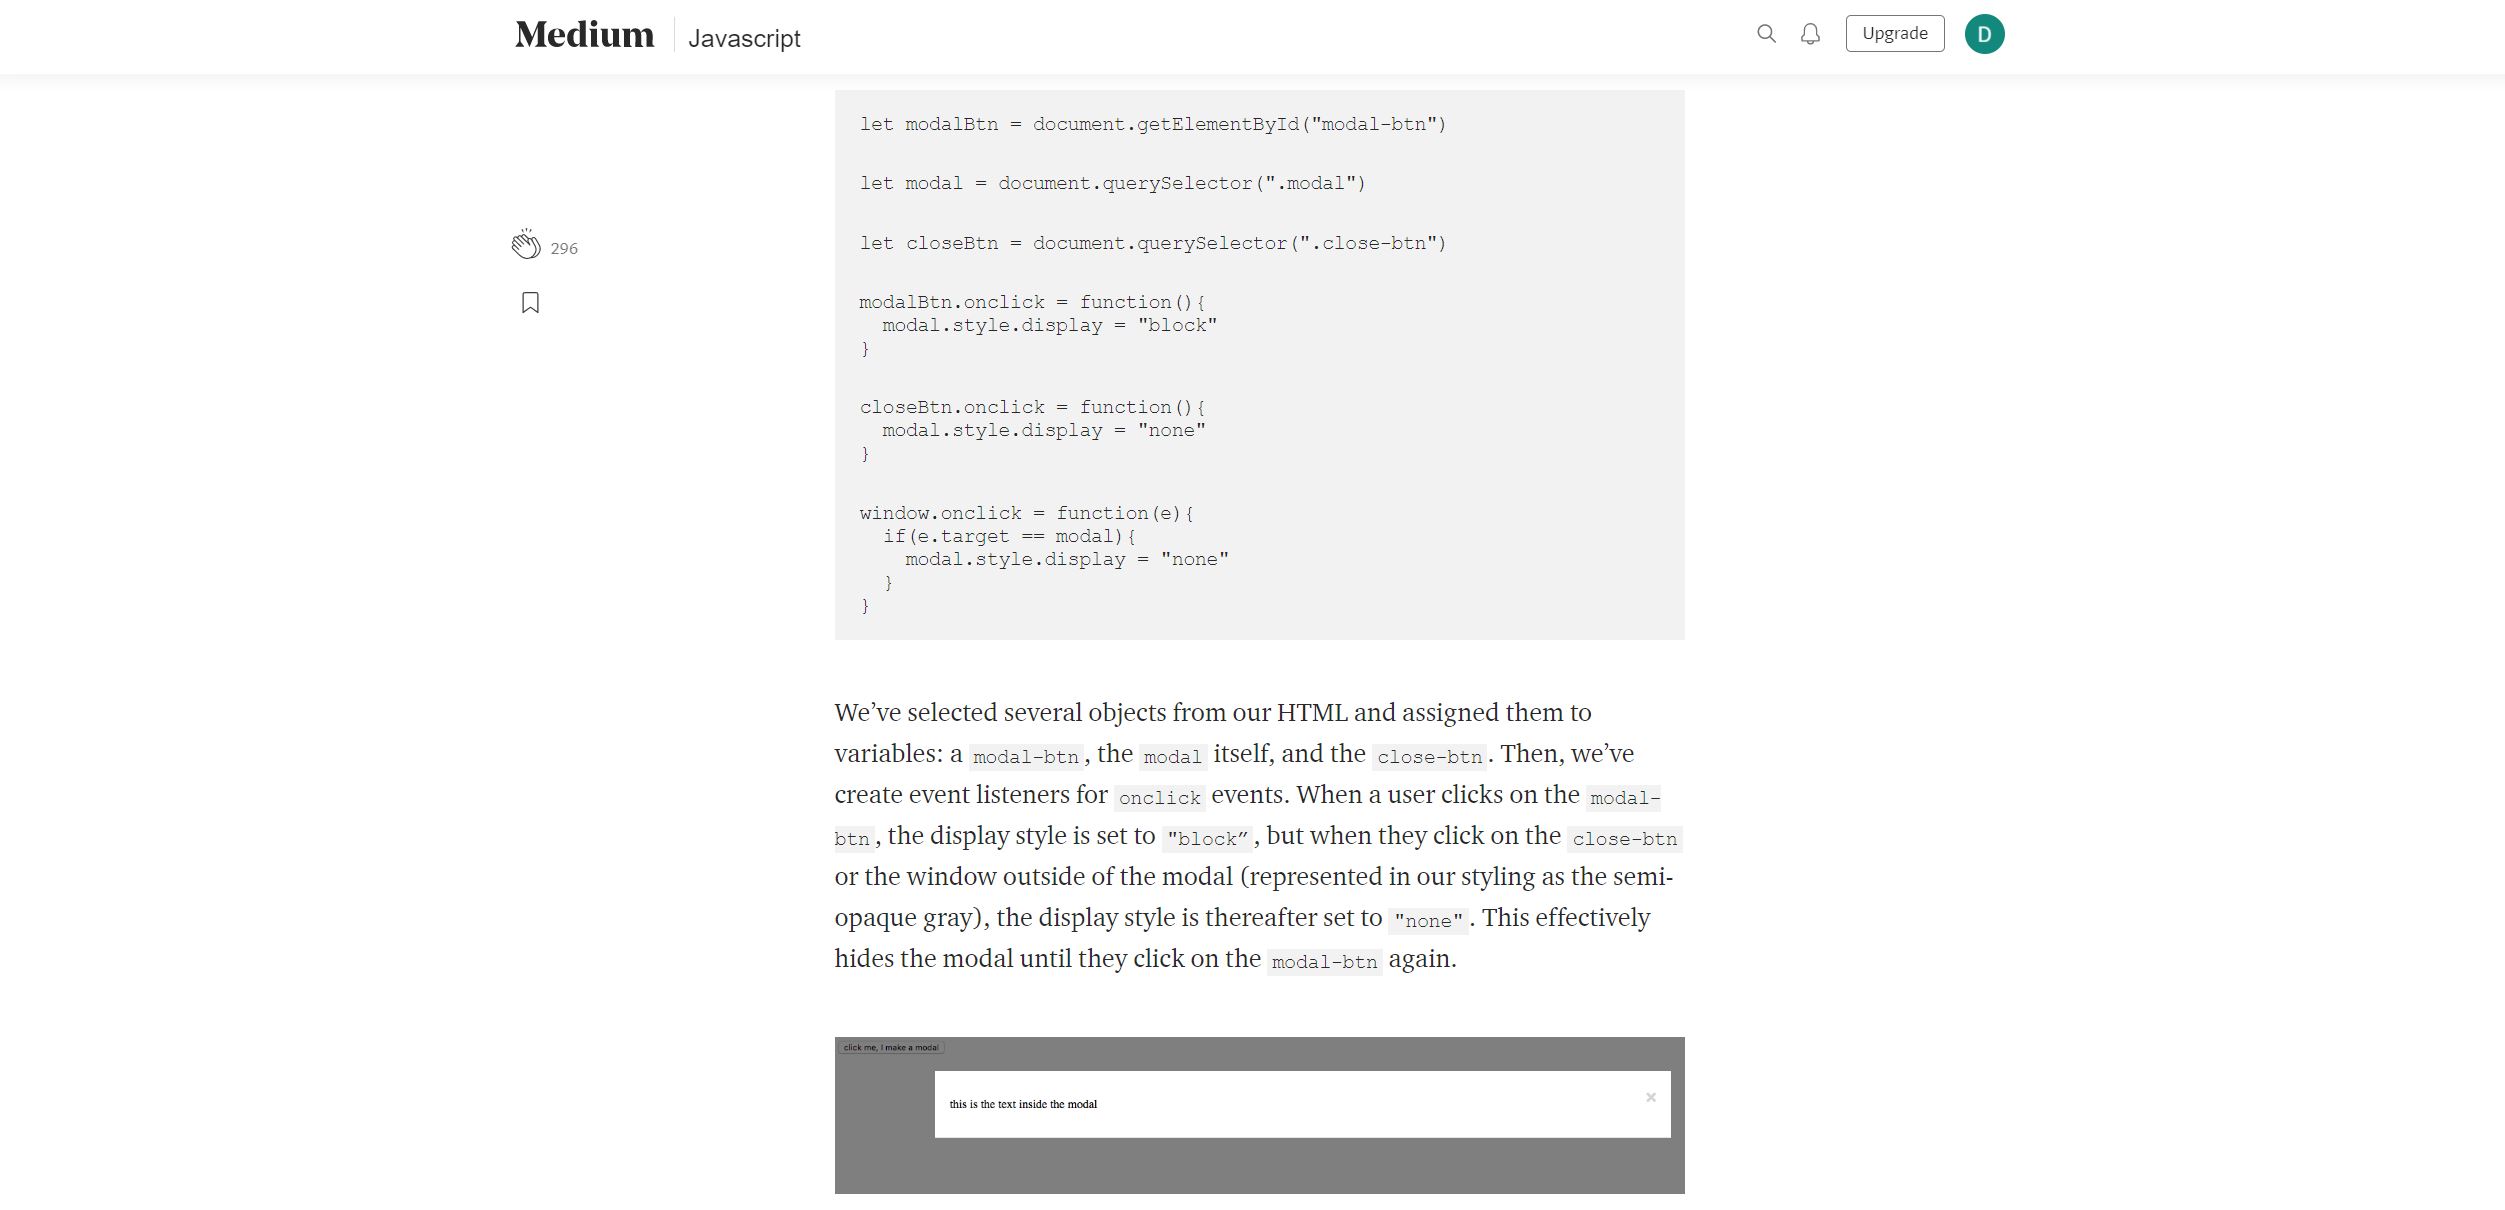 Medium
Javascript
Upgrade
D
let modalBtn = document.getElementById("modal-btn")
let modal = document.querySelector(".modal")
let closeBtn = document.querySelector(".close-btn")
296
modalBtn.onclick = function(){
  modal.style.display = "block"
}
closeBtn.onclick = function(){
  modal.style.display = "none"
}
window.onclick = function(e){
  if(e.target == modal){
    modal.style.display = "none"
  }
}
We’ve selected several objects from our HTML and assigned them to
variables: a modal-btn, the modal itself, and the close-btn. Then, we’ve
create event listeners for onclick events. When a user clicks on the modal-
btn, the display style is set to "block”, but when they click on the close-btn
or the window outside of the modal (represented in our styling as the semi-
opaque gray), the display style is thereafter set to "none". This effectively
hides the modal until they click on the modal-btn again.
click me, I make a modal
this is the text inside the modal
×